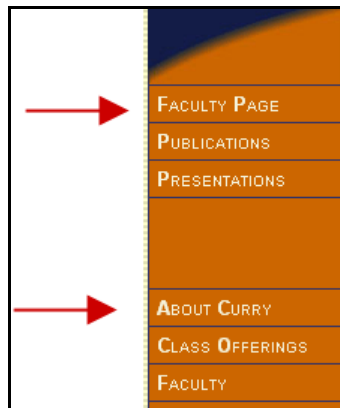 Faculty Page
Publications
Presentations
About Curry
Class Offerings
Faculty